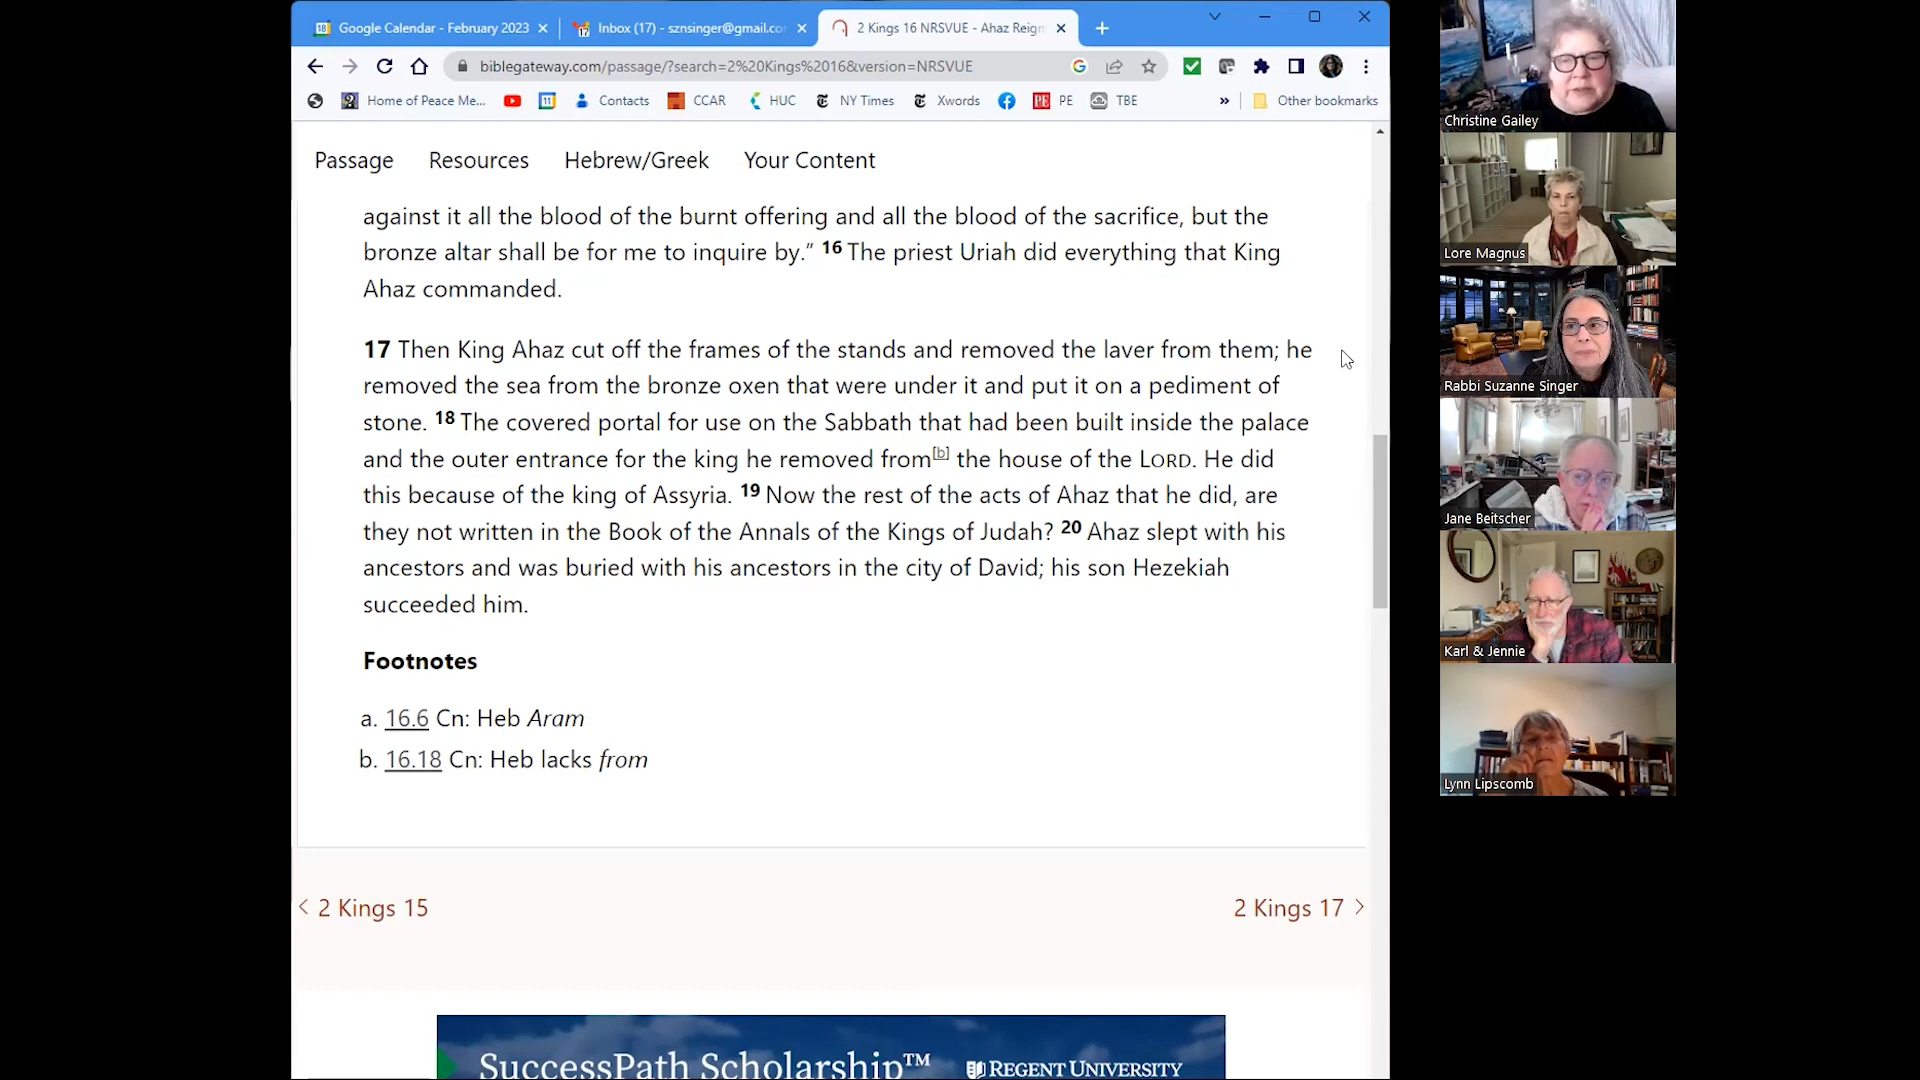 Google Calendar - February 2023
Inbox (17) - sznsinger@gmail.co
2 Kings 16 NRSVUE - Ahaz Reign
biblegateway.com/passage/?search=2%20Kings%2016&version=NRSVUE
Home of Peace Me... Contacts CCAR HUC NY Times Xwords PE PE TBE » Other bookmarks
Passage Resources Hebrew/Greek Your Content
against it all the blood of the burnt offering and all the blood of the sacrifice, but the
bronze altar shall be for me to inquire by.” 16 The priest Uriah did everything that King
Ahaz commanded.
17 Then King Ahaz cut off the frames of the stands and removed the laver from them; he
removed the sea from the bronze oxen that were under it and put it on a pediment of
stone. 18 The covered portal for use on the Sabbath that had been built inside the palace
and the outer entrance for the king he removed from[b] the house of the LORD. He did
this because of the king of Assyria. 19 Now the rest of the acts of Ahaz that he did, are
they not written in the Book of the Annals of the Kings of Judah? 20 Ahaz slept with his
ancestors and was buried with his ancestors in the city of David; his son Hezekiah
succeeded him.
Footnotes
a. 16.6 Cn: Heb Aram
b. 16.18 Cn: Heb lacks from
< 2 Kings 15
2 Kings 17 >
SuccessPath Scholarship™ REGENT UNIVERSITY
Christine Gailey
Lore Magnus
Rabbi Suzanne Singer
Jane Beitscher
Karl & Jennie
Lynn Lipscomb